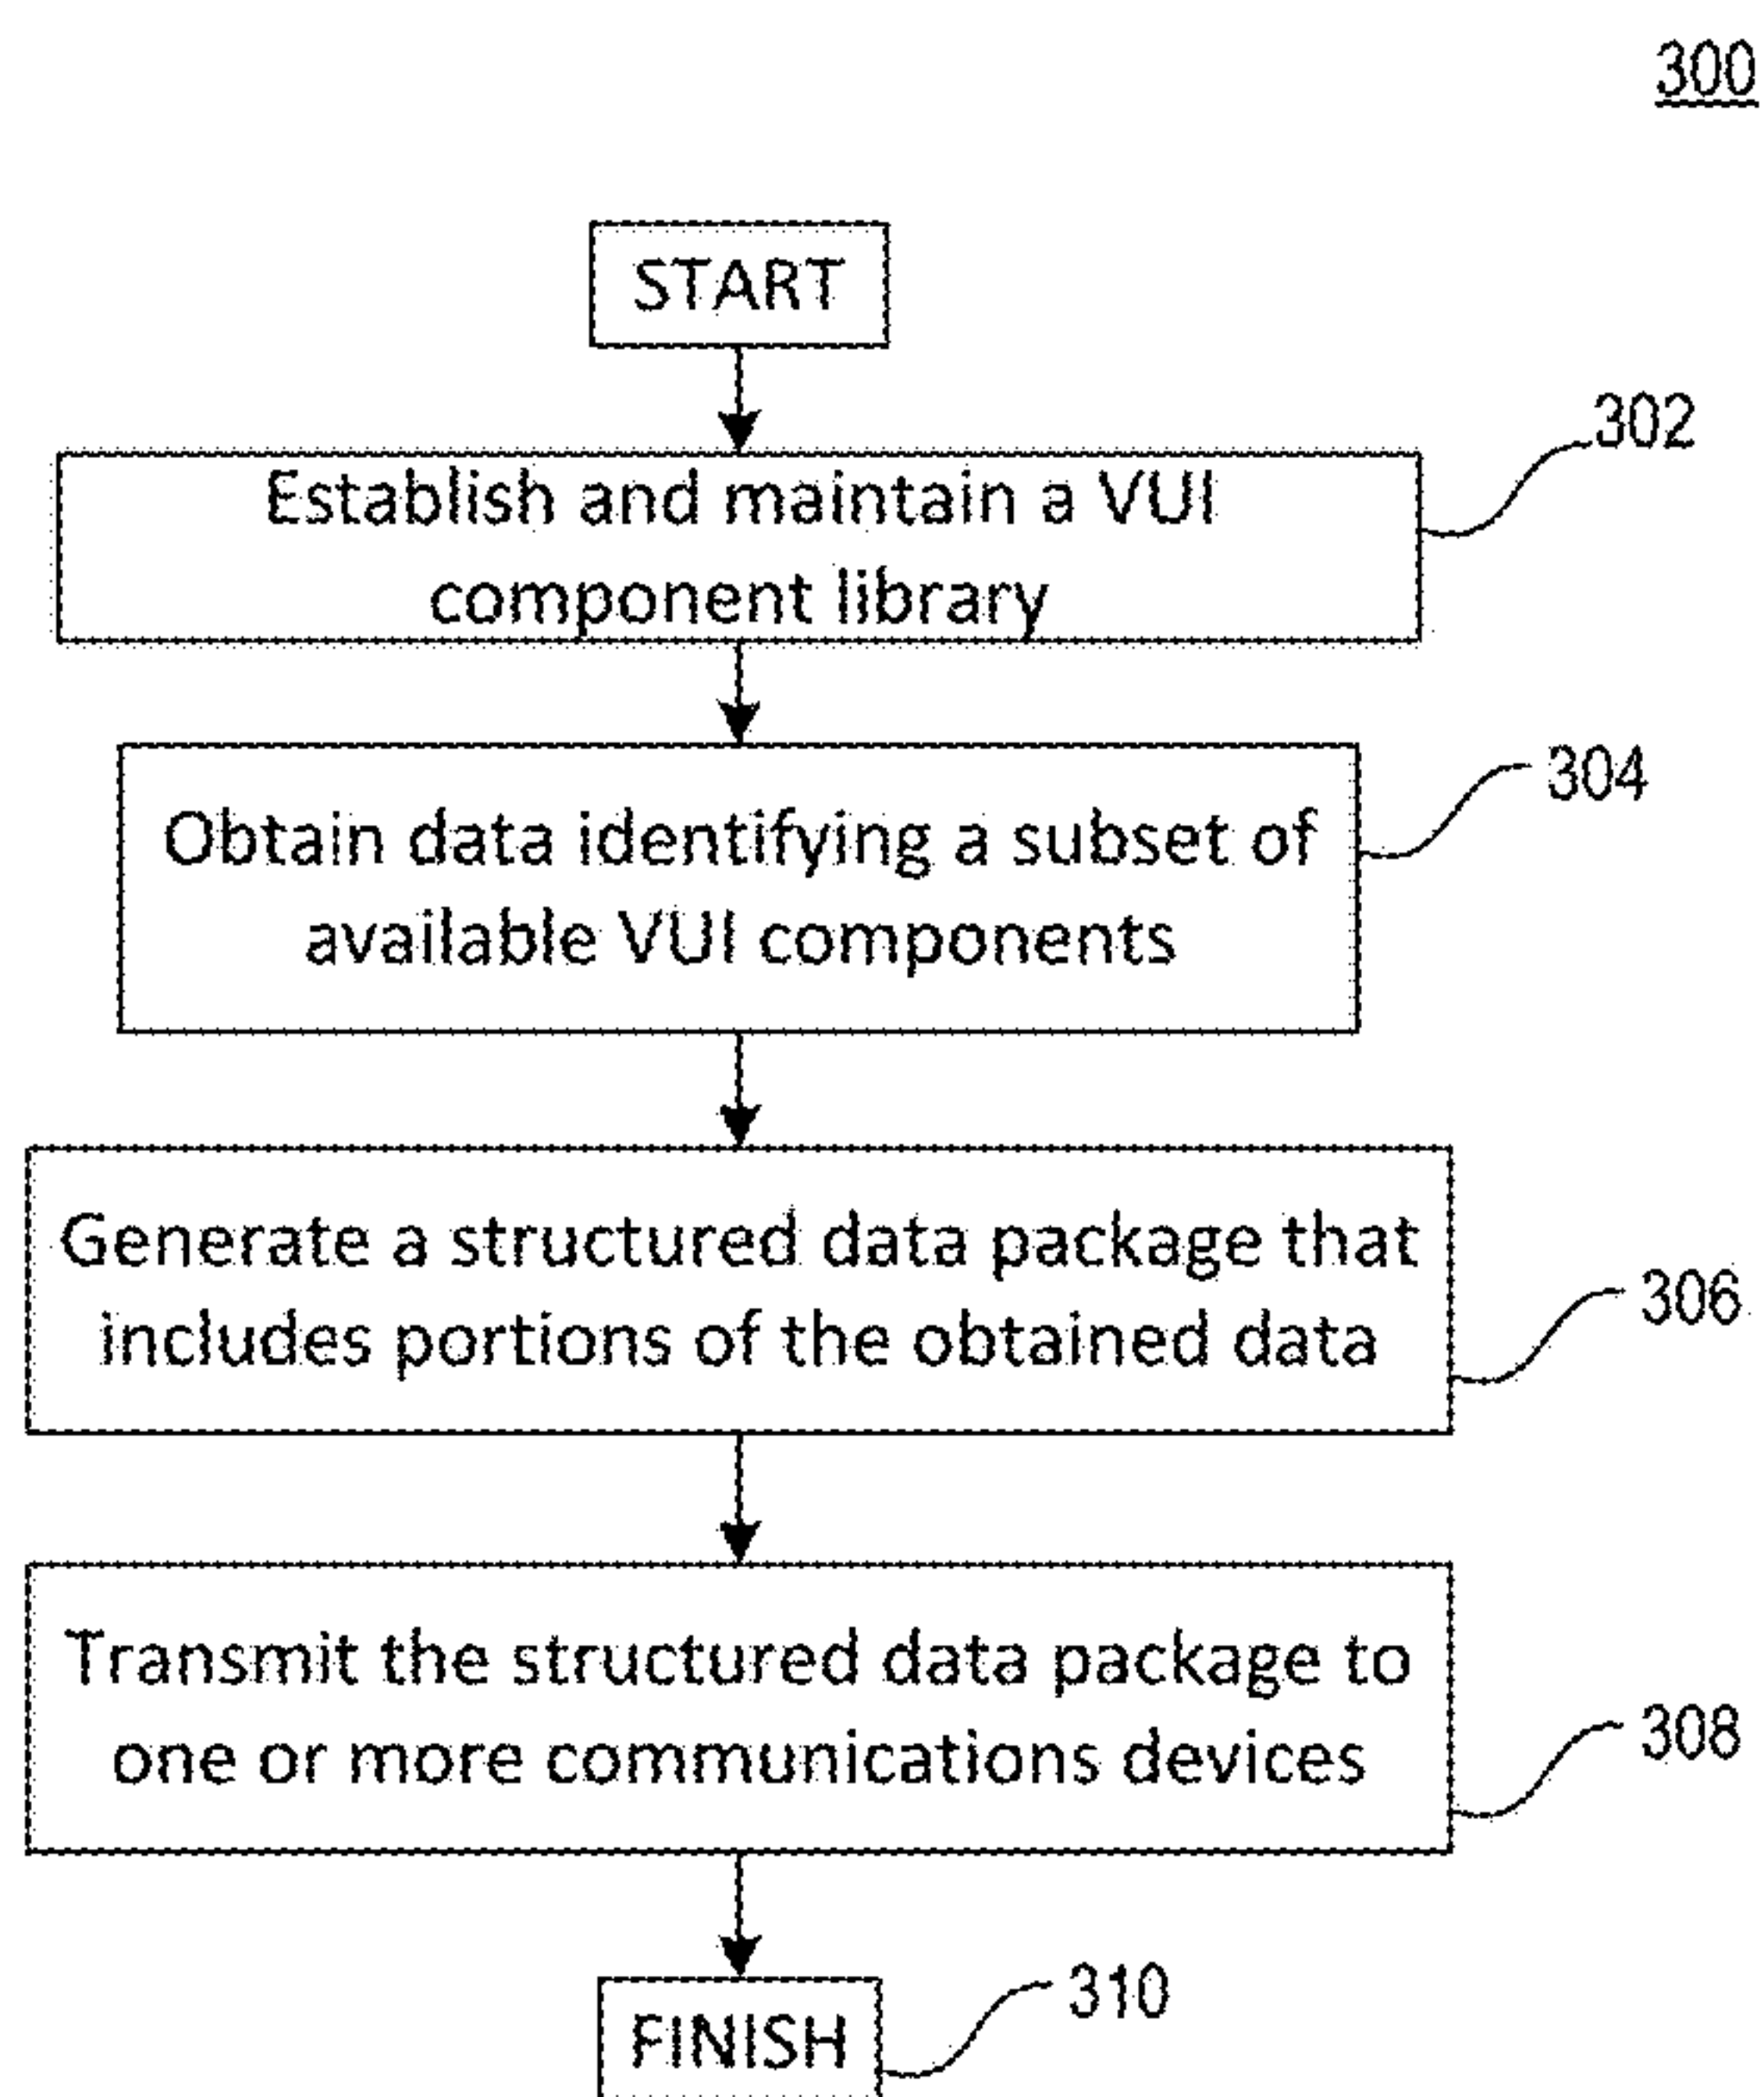 300
START
302
Establish and maintain a VUI
component library
304
Obtain data identifying a subset of
available VUI components
Generate a structured data package that
includes portions of the obtained data
306
Transmit the structured data package to
one or more communications devices
308
310
FINISH